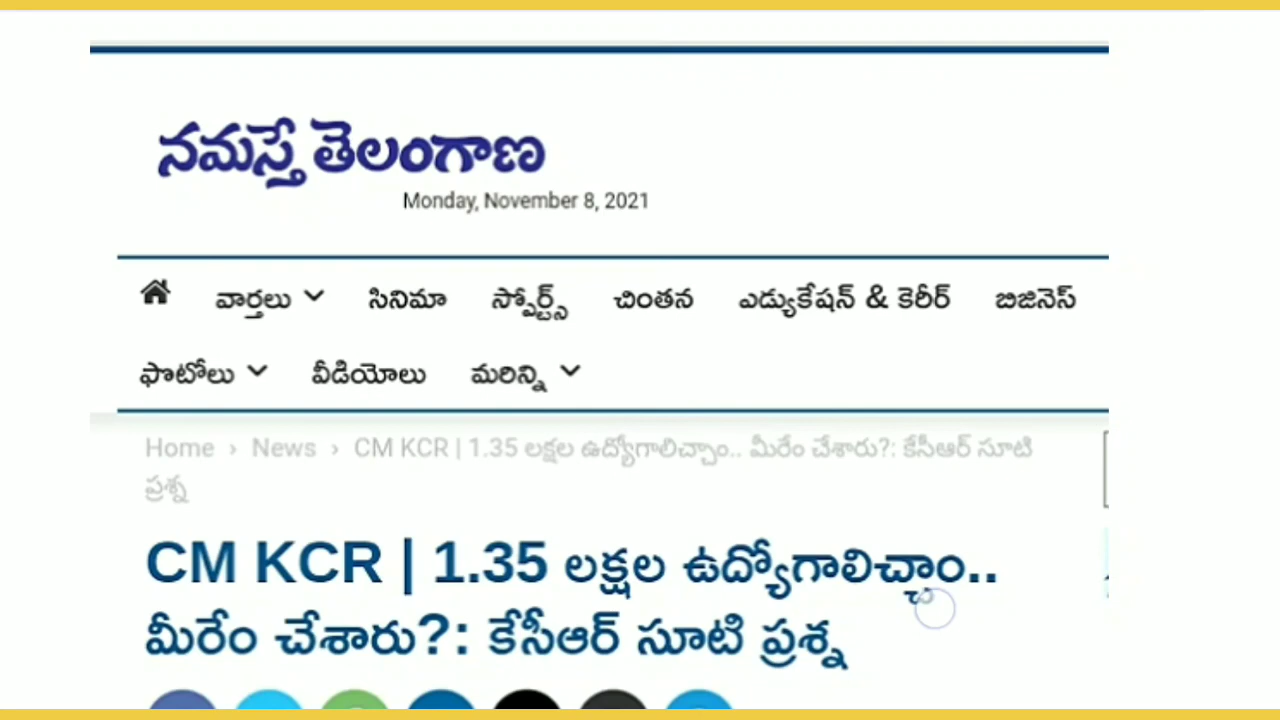 నమస్తే తెలంగాణ
Monday, November 8, 2021
వార్తలు సినిమా స్పోర్ట్స్ చింతన ఎడ్యుకేషన్ & కెరీర్ బిజినెస్
ఫొటోలు వీడియోలు మరిన్ని
Home › News › CM KCR | 1.35 లక్షల ఉద్యోగాలిచ్చాం.. మీరేం చేశారు?: కేసీఆర్ సూటి
ప్రశ్న
CM KCR | 1.35 లక్షల ఉద్యోగాలిచ్చాం..
మీరేం చేశారు?: కేసీఆర్ సూటి ప్రశ్న